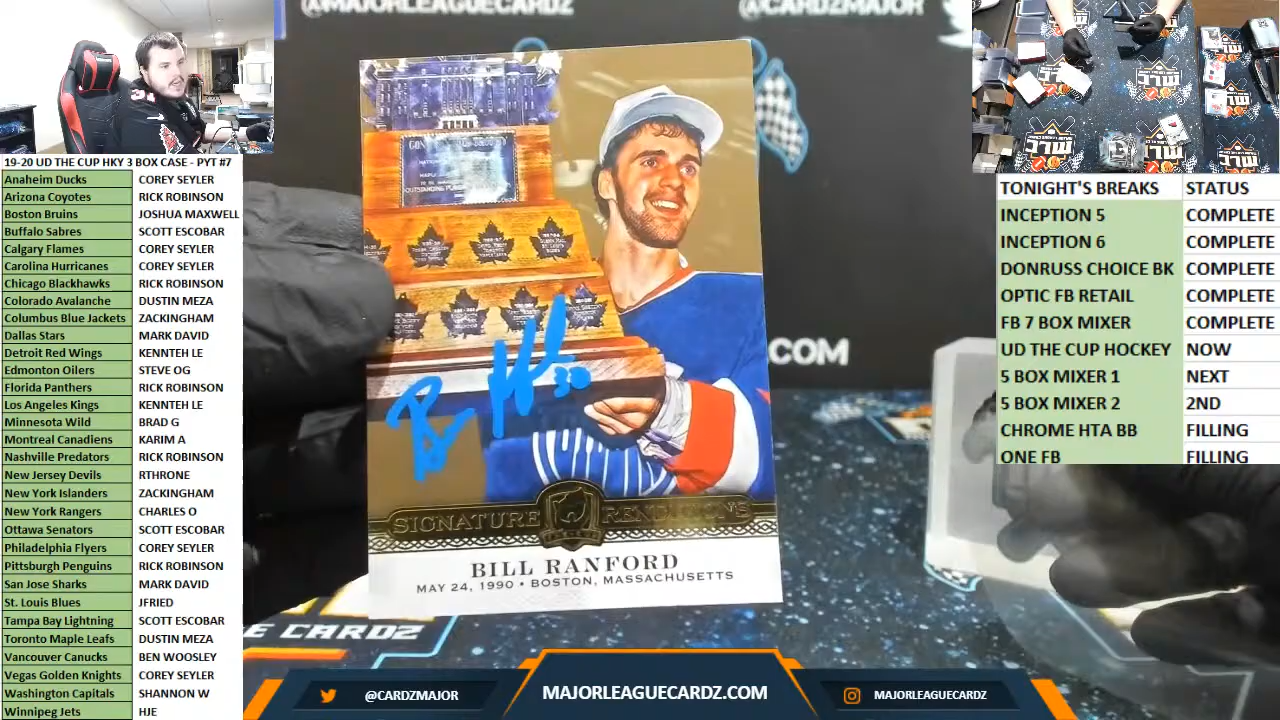 @MAJORLEAGUECARDZ
@CARDZMAJOR
19-20 UD THE CUP HKY 3 BOX CASE - PYT #7
Anaheim Ducks COREY SEYLER
Arizona Coyotes RICK ROBINSON
Boston Bruins JOSHUA MAXWELL
Buffalo Sabres SCOTT ESCOBAR
Calgary Flames COREY SEYLER
Carolina Hurricanes COREY SEYLER
Chicago Blackhawks RICK ROBINSON
Colorado Avalanche DUSTIN MEZA
Columbus Blue Jackets ZACKINGHAM
Dallas Stars MARK DAVID
Detroit Red Wings KENNTEH LE
Edmonton Oilers STEVE OG
Florida Panthers RICK ROBINSON
Los Angeles Kings KENNTEH LE
Minnesota Wild BRAD G
Montreal Canadiens KARIM A
Nashville Predators RICK ROBINSON
New Jersey Devils RTHRONE
New York Islanders ZACKINGHAM
New York Rangers CHARLES O
Ottawa Senators SCOTT ESCOBAR
Philadelphia Flyers COREY SEYLER
Pittsburgh Penguins RICK ROBINSON
San Jose Sharks MARK DAVID
St. Louis Blues JFRIED
Tampa Bay Lightning SCOTT ESCOBAR
Toronto Maple Leafs DUSTIN MEZA
Vancouver Canucks BEN WOOSLEY
Vegas Golden Knights COREY SEYLER
Washington Capitals SHANNON W
Winnipeg Jets HJE
SIGNATURE RENDITIONS
BILL RANFORD
MAY 24, 1990 • BOSTON, MASSACHUSETTS
30
.COM
E CARDZ
TONIGHT'S BREAKS STATUS
INCEPTION 5 COMPLETE
INCEPTION 6 COMPLETE
DONRUSS CHOICE BK COMPLETE
OPTIC FB RETAIL COMPLETE
FB 7 BOX MIXER COMPLETE
UD THE CUP HOCKEY NOW
5 BOX MIXER 1 NEXT
5 BOX MIXER 2 2ND
CHROME HTA BB FILLING
ONE FB FILLING
@CARDZMAJOR
MAJORLEAGUECARDZ.COM
MAJORLEAGUECARDZ